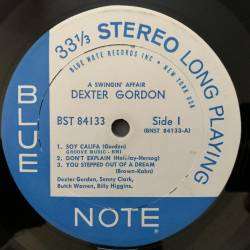 33⅓ STEREO LONG PLAYING
BLUE NOTE RECORDS INC • NEW YORK USA
A SWINGIN' AFFAIR
DEXTER GORDON
BST 84133
Side 1
(BNST 84133-A)
1. SOY CALIFA (Gordon)
GROOVE MUSIC - BMI
2. DON'T EXPLAIN (Holiday-Herzog)
3. YOU STEPPED OUT OF A DREAM
(Brown-Kahn)
Dexter Gordon, Sonny Clark,
Butch Warren, Billy Higgins.
BLUE
NOTE